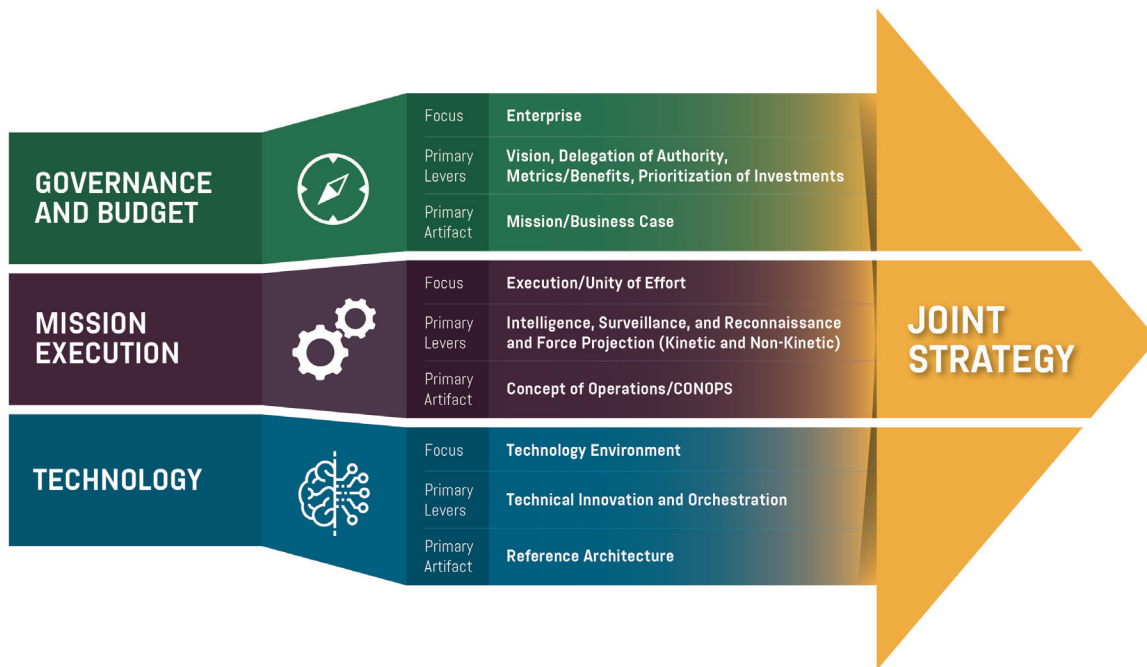 GOVERNANCE
AND BUDGET
Focus
Enterprise
Primary
Levers
Vision, Delegation of Authority,
Metrics/Benefits, Prioritization of Investments
Primary
Artifact
Mission/Business Case
MISSION
EXECUTION
Focus
Execution/Unity of Effort
Primary
Levers
Intelligence, Surveillance, and Reconnaissance
and Force Projection (Kinetic and Non-Kinetic)
Primary
Artifact
Concept of Operations/CONOPS
TECHNOLOGY
Focus
Technology Environment
Primary
Levers
Technical Innovation and Orchestration
Primary
Artifact
Reference Architecture
JOINT
STRATEGY